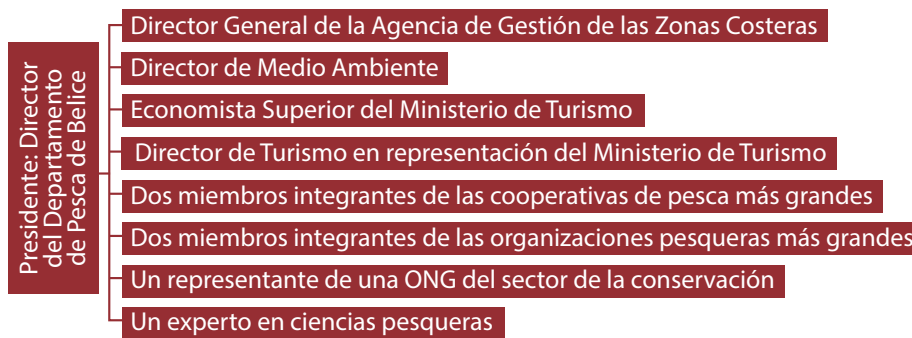 Presidente: Director
del Departamento
de Pesca de Belice
Director General de la Agencia de Gestión de las Zonas Costeras
Director de Medio Ambiente
Economista Superior del Ministerio de Turismo
Director de Turismo en representación del Ministerio de Turismo
Dos miembros integrantes de las cooperativas de pesca más grandes
Dos miembros integrantes de las organizaciones pesqueras más grandes
Un representante de una ONG del sector de la conservación
Un experto en ciencias pesqueras